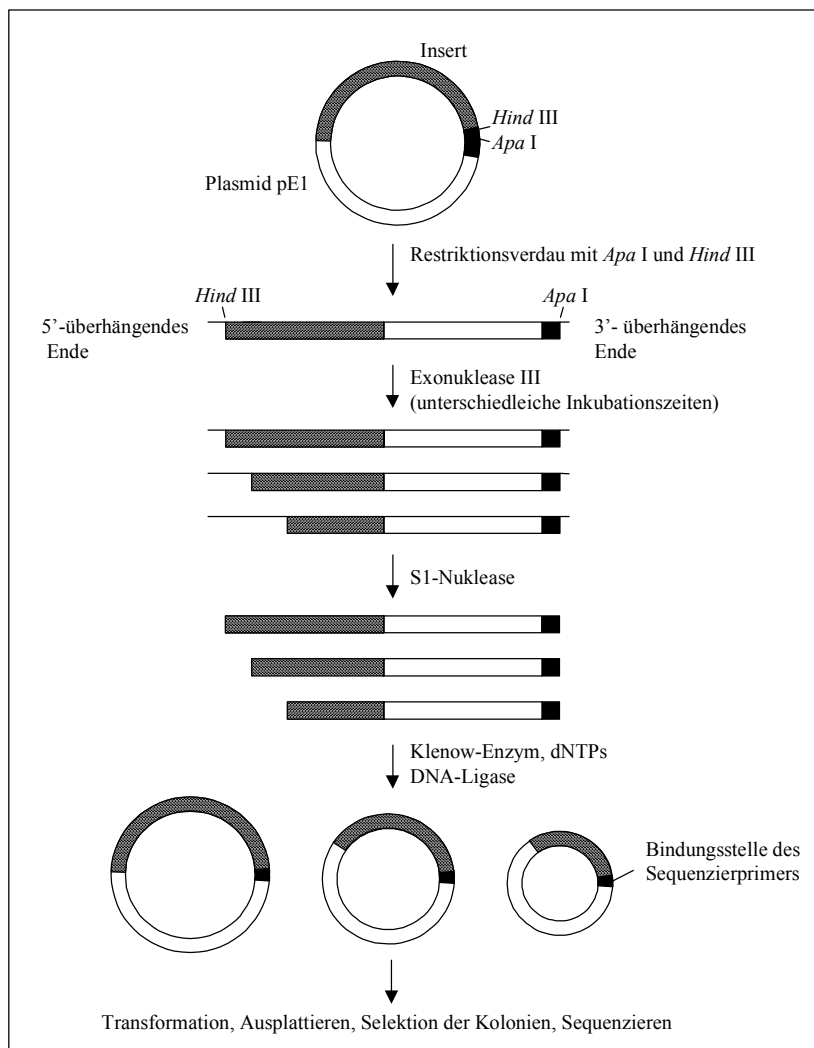 Insert
Hind III
Apa I
Plasmid pE1
Restriktionsverdau mit Apa I und Hind III
Hind III
Apa I
5’-überhängendes
Ende
3’- überhängendes
Ende
Exonuklease III
(unterschiedleiche Inkubationszeiten)
S1-Nuklease
Klenow-Enzym, dNTPs
DNA-Ligase
Bindungsstelle des
Sequenzierprimers
Transformation, Ausplattieren, Selektion der Kolonien, Sequenzieren